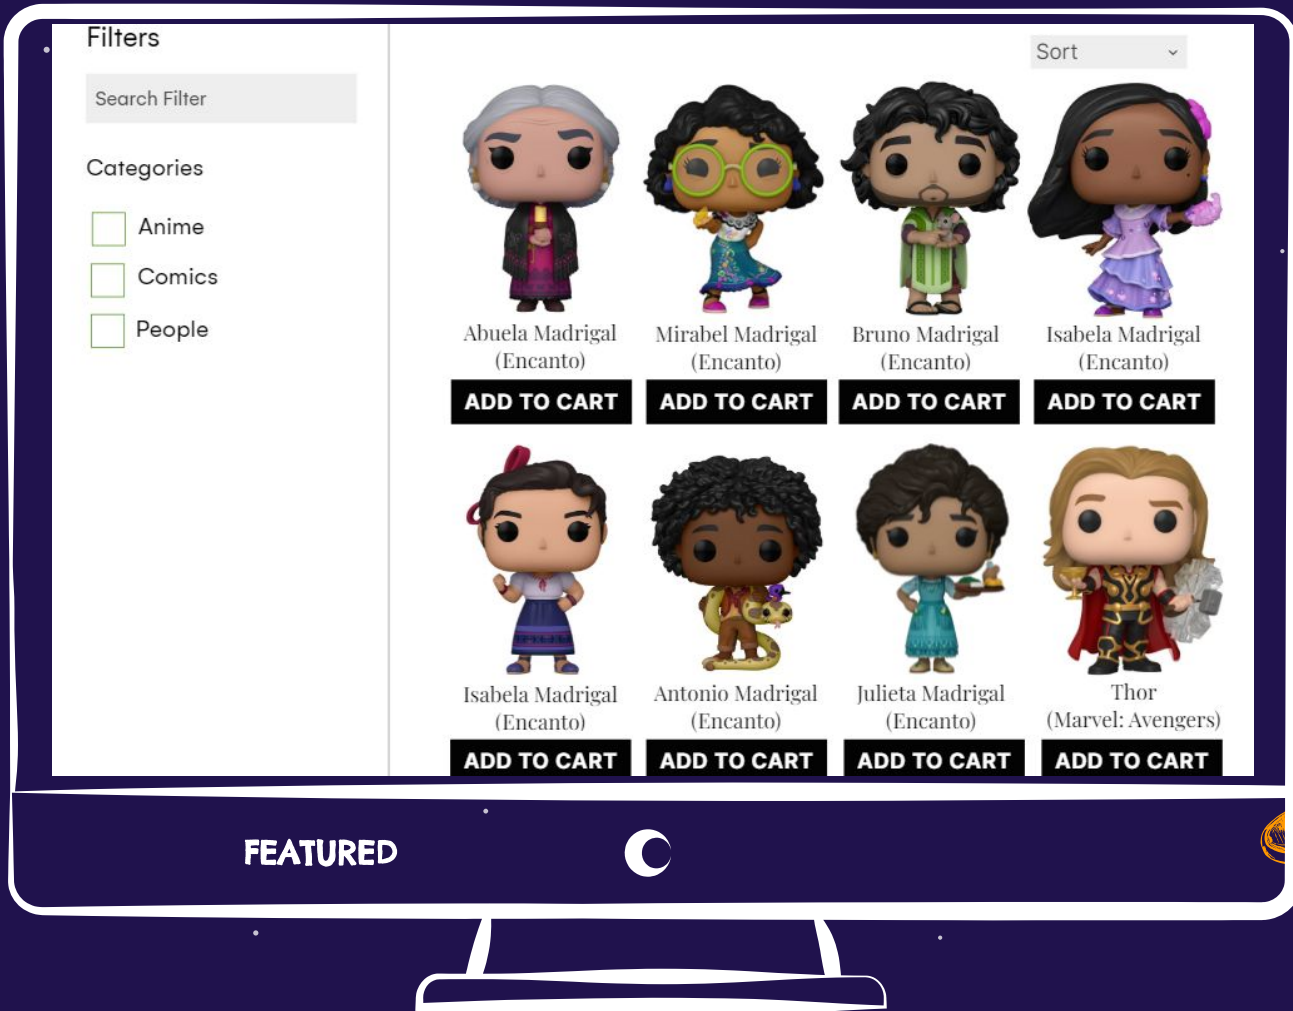 Filters
Sort
Search Filter
Categories
Anime
Comics
People
Abuela Madrigal
(Encanto)
ADD TO CART
Mirabel Madrigal
(Encanto)
ADD TO CART
Bruno Madrigal
(Encanto)
ADD TO CART
Isabela Madrigal
(Encanto)
ADD TO CART
Isabela Madrigal
(Encanto)
ADD TO CART
Antonio Madrigal
(Encanto)
ADD TO CART
Julieta Madrigal
(Encanto)
ADD TO CART
Thor
(Marvel: Avengers)
ADD TO CART
FEATURED